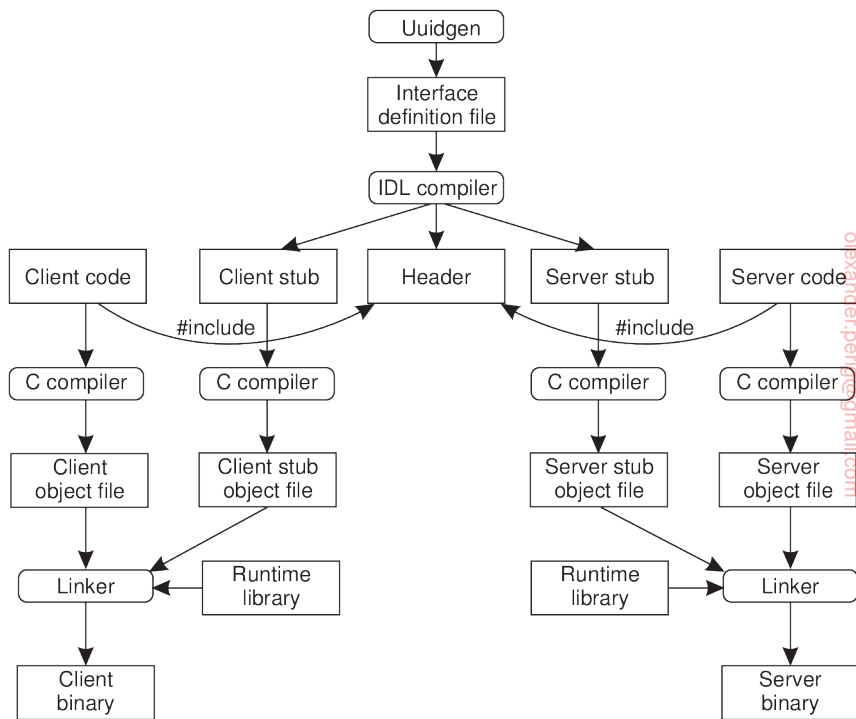 Uuidgen
Interface
definition file
IDL compiler
Client code
Client stub
Header
Server stub
Server code
#include
#include
C compiler
C compiler
C compiler
C compiler
Client
object file
Client stub
object file
Server stub
object file
Server
object file
Linker
Runtime
library
Runtime
library
Linker
Client
binary
Server
binary